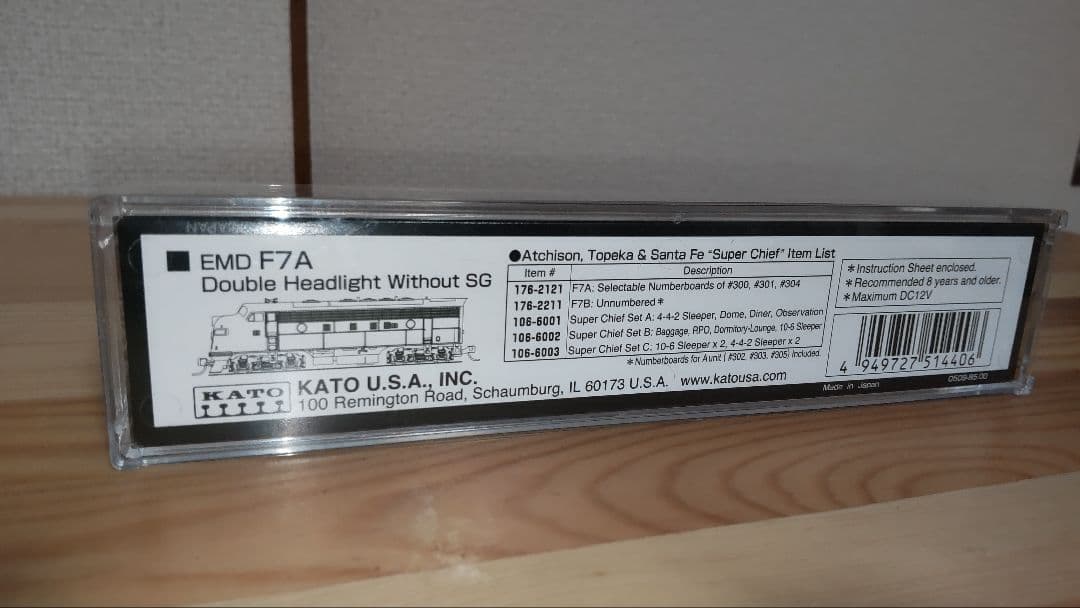 ■ EMD F7A
Double Headlight Without SG
KATO
KATO U.S.A., INC.
100 Remington Road, Schaumburg, IL 60173 U.S.A. www.katousa.com
●Atchison, Topeka & Santa Fe "Super Chief" Item List
Item # Description
176-2121 F7A: Selectable Numberboards of #300, #301, #304
176-2211 F7B: Unnumbered*
106-6001 Super Chief Set A: 4-4-2 Sleeper, Dome, Diner, Observation
106-6002 Super Chief Set B: Baggage, RPO, Dormitory-Lounge, 10-6 Sleeper
106-6003 Super Chief Set C: 10-6 Sleeper x 2, 4-4-2 Sleeper x 2
*Numberboards for A unit (#302, #303, #305) included.
*Instruction Sheet enclosed.
*Recommended 8 years and older.
*Maximum DC12V
4 949727 514406
Made in Japan